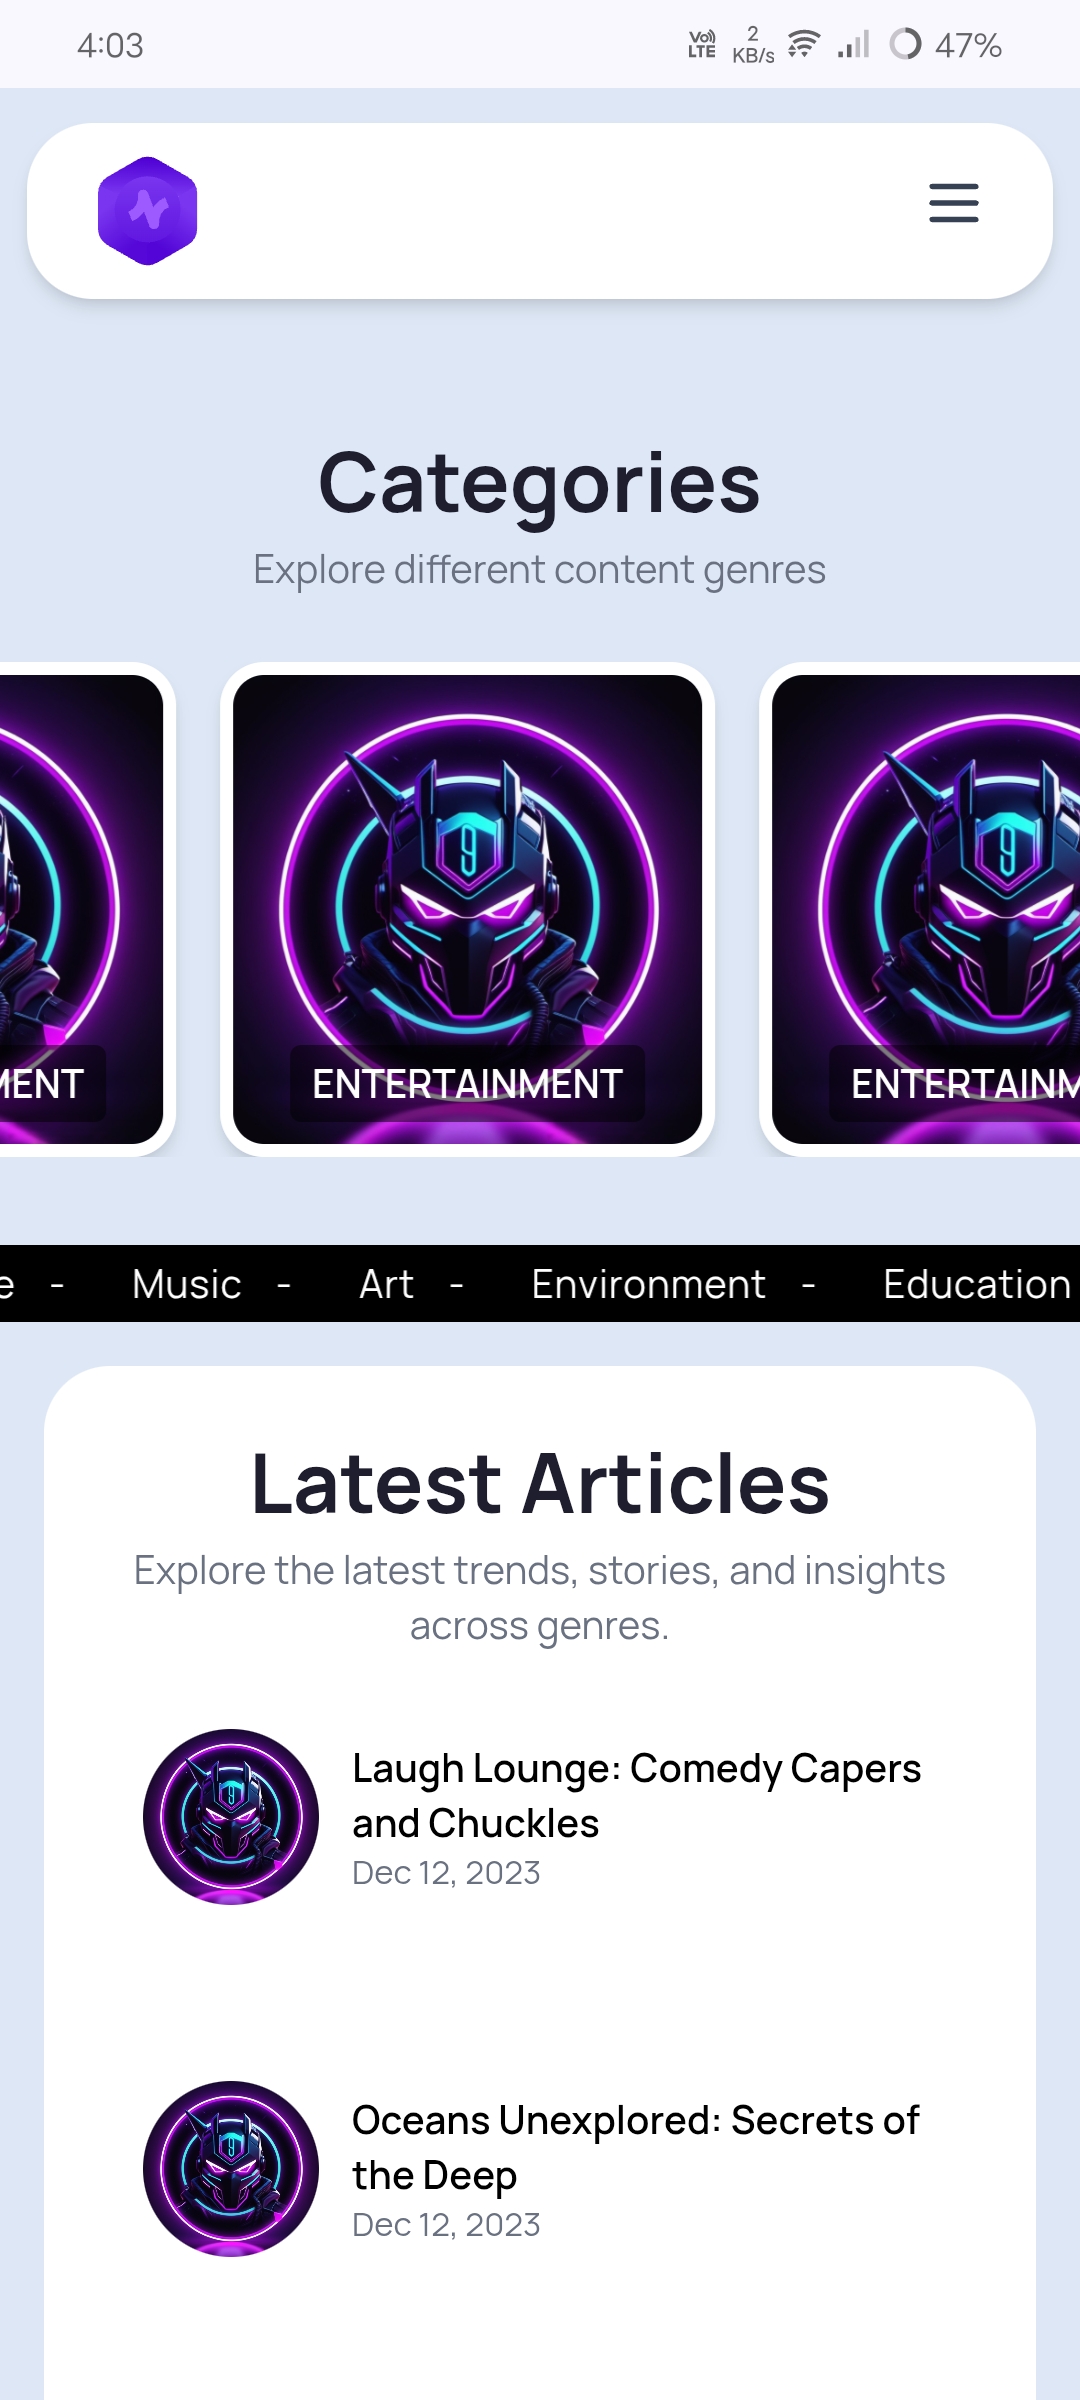 4:03
Vo) LTE 2 KB/s 47%
Categories
Explore different content genres
MENT ENTERTAINMENT ENTERTAINM
e - Music - Art - Environment - Education
Latest Articles
Explore the latest trends, stories, and insights
across genres.
Laugh Lounge: Comedy Capers
and Chuckles
Dec 12, 2023
Oceans Unexplored: Secrets of
the Deep
Dec 12, 2023